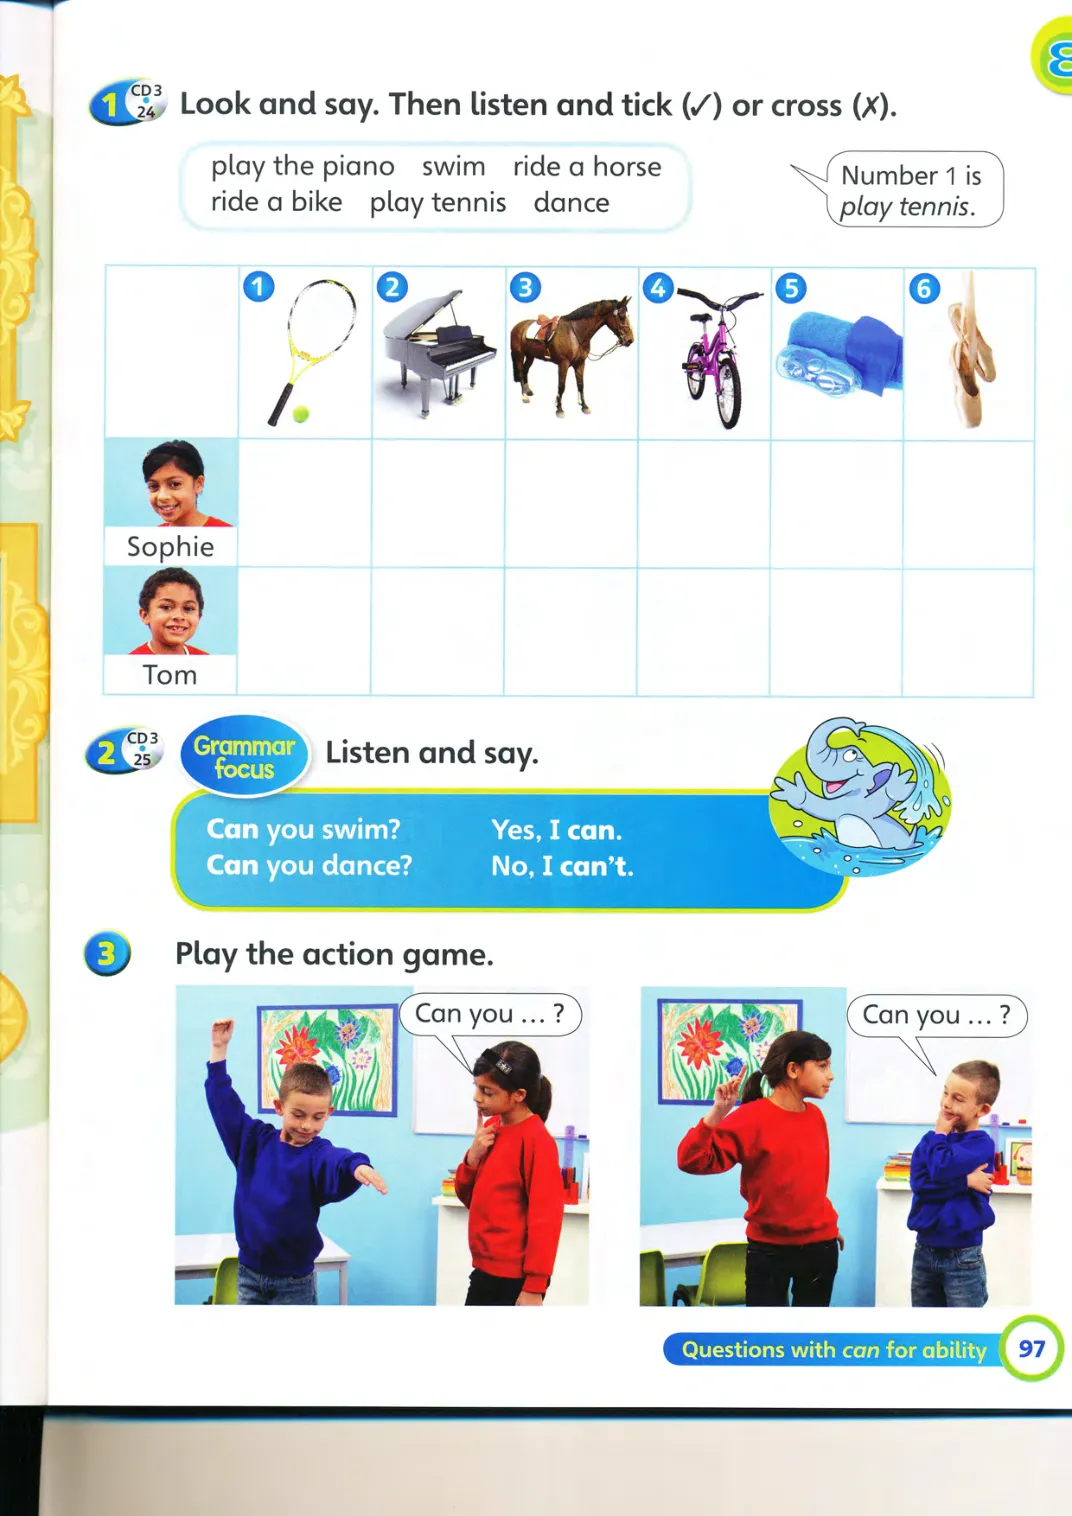 8
1 CD3 24 Look and say. Then listen and tick (✓) or cross (✗).
play the piano swim ride a horse
ride a bike play tennis dance
Number 1 is
play tennis.
1 2 3 4 5 6
Sophie
Tom
2 CD3 25 Grammar focus Listen and say.
Can you swim? Yes, I can.
Can you dance? No, I can't.
3 Play the action game.
Can you ... ? Can you ... ?
Questions with can for ability 97